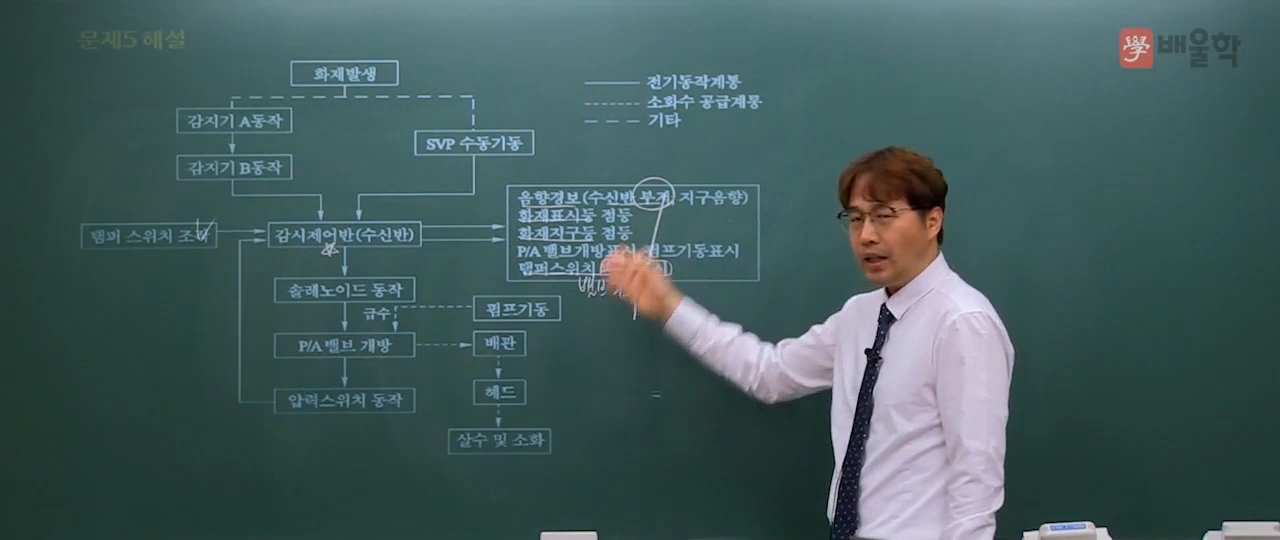 문제5 해설
學 배울학
화재발생
전기동작계통
소화수 공급계통
기타
감지기 A동작
SVP 수동기동
감지기 B동작
음향경보(수신반 부저, 지구음향)
화재표시등 점등
화재지구등 점등
P/A 밸브개방표시, 펌프기동표시
탬퍼스위치
탬퍼 스위치 조
감시제어반(수신반)
솔레노이드 동작
급수
펌프기동
P/A 밸브 개방
배관
압력스위치 동작
헤드
살수 및 소화
=